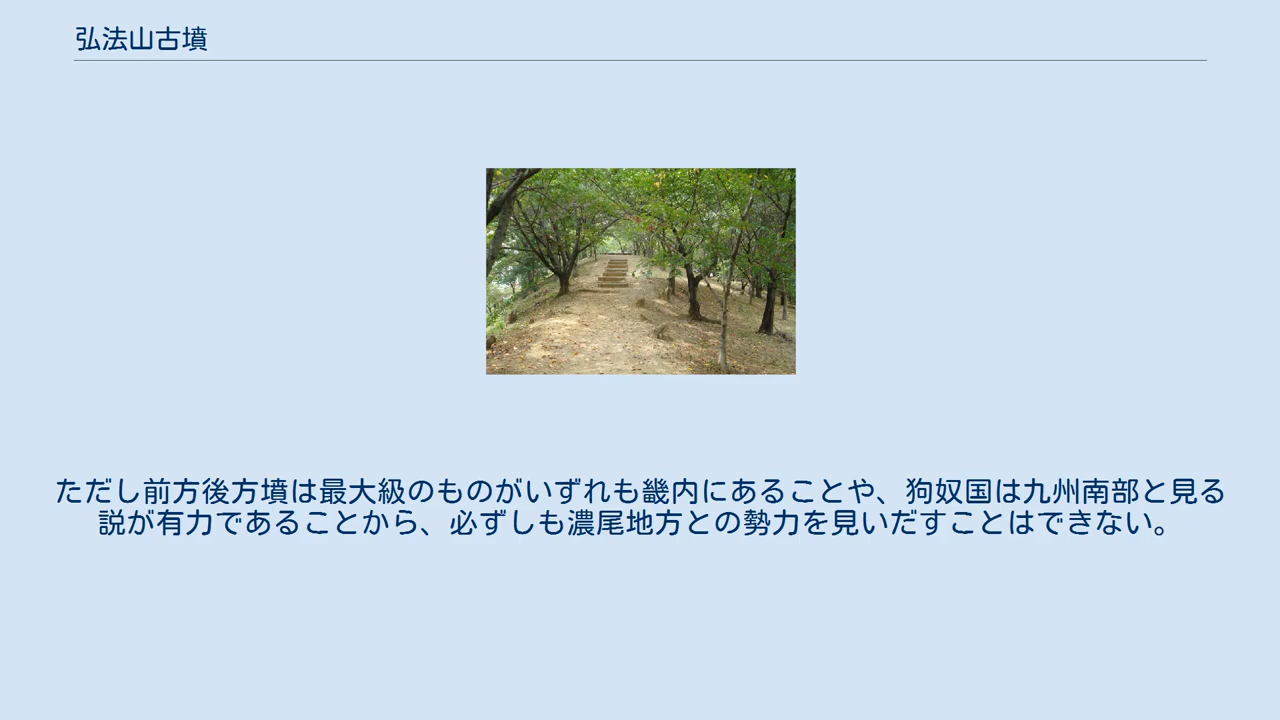 弘法山古墳
ただし前方後方墳は最大級のものがいずれも畿内にあることや、狗奴国は九州南部と見る
説が有力であることから、必ずしも濃尾地方との勢力を見いだすことはできない。